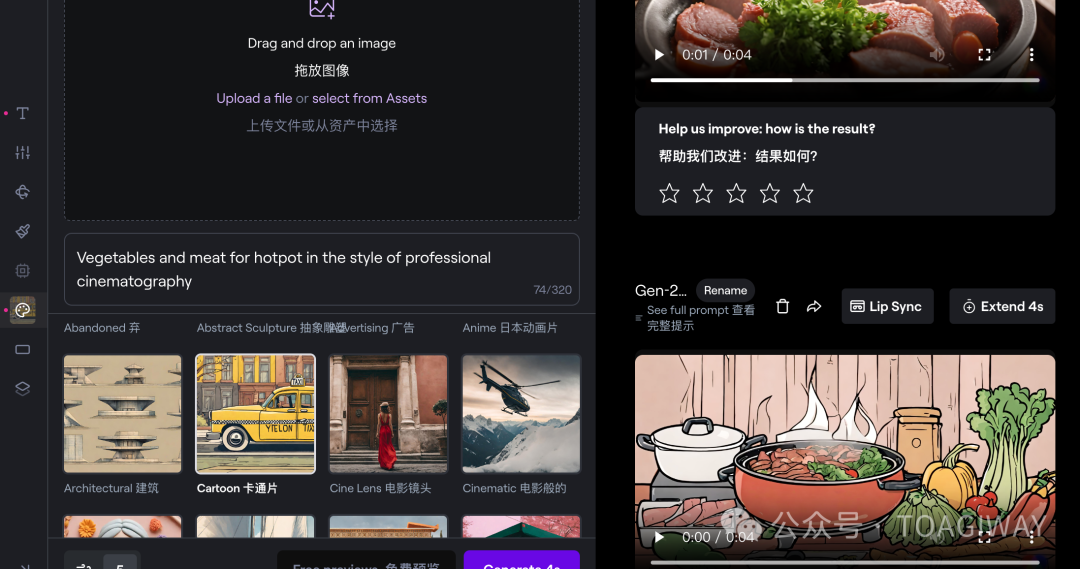 Drag and drop an image
拖放图像
Upload a file or select from Assets
上传文件或从资产中选择
T
Vegetables and meat for hotpot in the style of professional
cinematography
74/320
Abandoned 弃
Abstract Sculpture 抽象雕塑
Advertising 广告
Anime 日本动画片
TAXI
YTELON TAXI
Architectural 建筑
Cartoon 卡通片
Cine Lens 电影镜头
Cinematic 电影般的
5
Free previews 免费预览
Generate 4s
0:01 / 0:04
Help us improve: how is the result?
帮助我们改进：结果如何?
Gen-2...
Rename
See full prompt 查看
完整提示
Lip Sync
Extend 4s
公众号 · TOAGIWAY
0:00 / 0:04